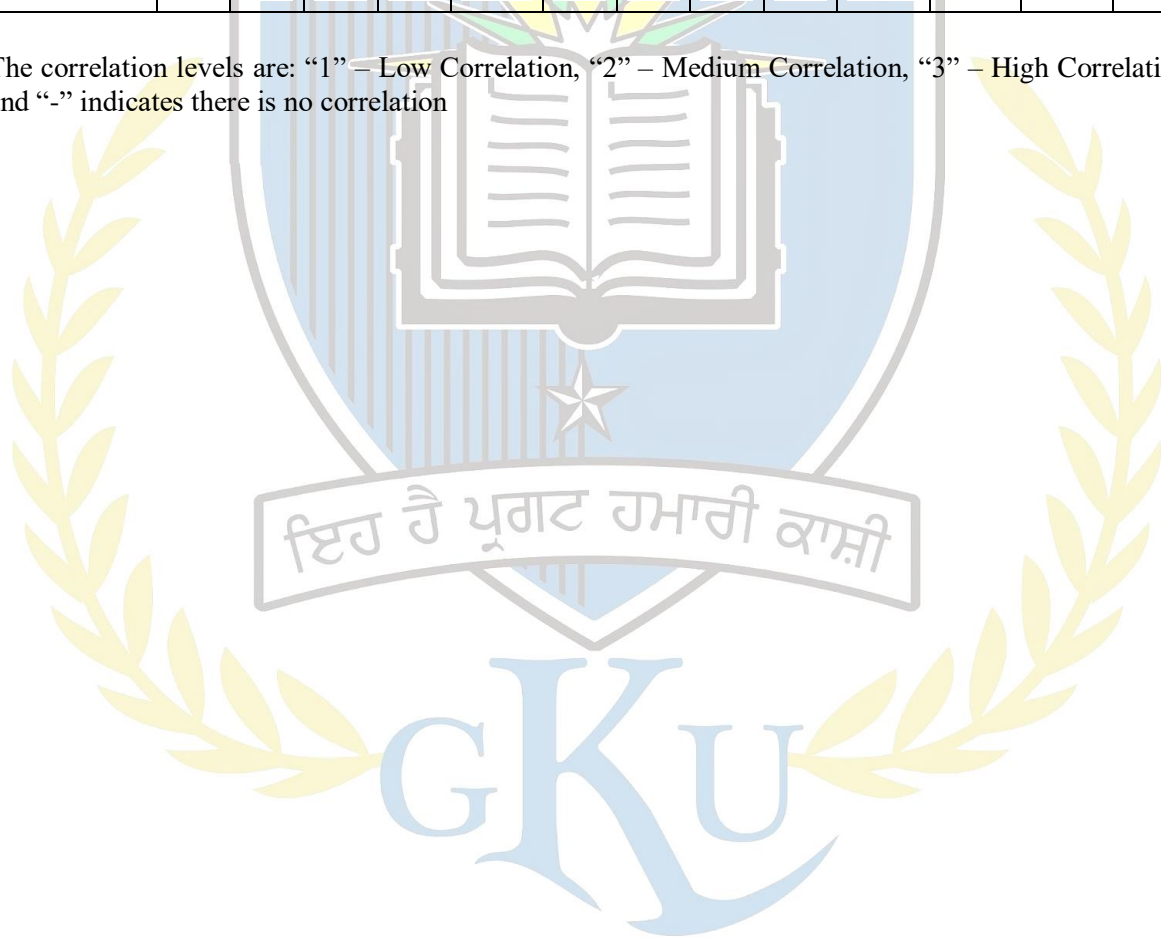 The correlation levels are: “1” – Low Correlation, “2” – Medium Correlation, “3” – High Correlati
nd “-” indicates there is no correlation
ਇਹ ਹੈ ਪ੍ਰਗਟ ਹਮਾਰੀ ਕਾਸ਼ੀ
GKU